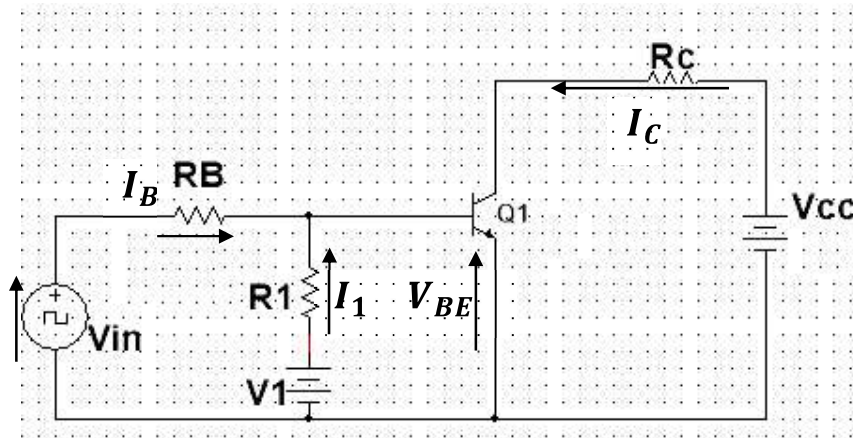 Rc
I_C
I_B
RB
Q1
Vcc
R1
I_1
V_BE
+
Vin
V1